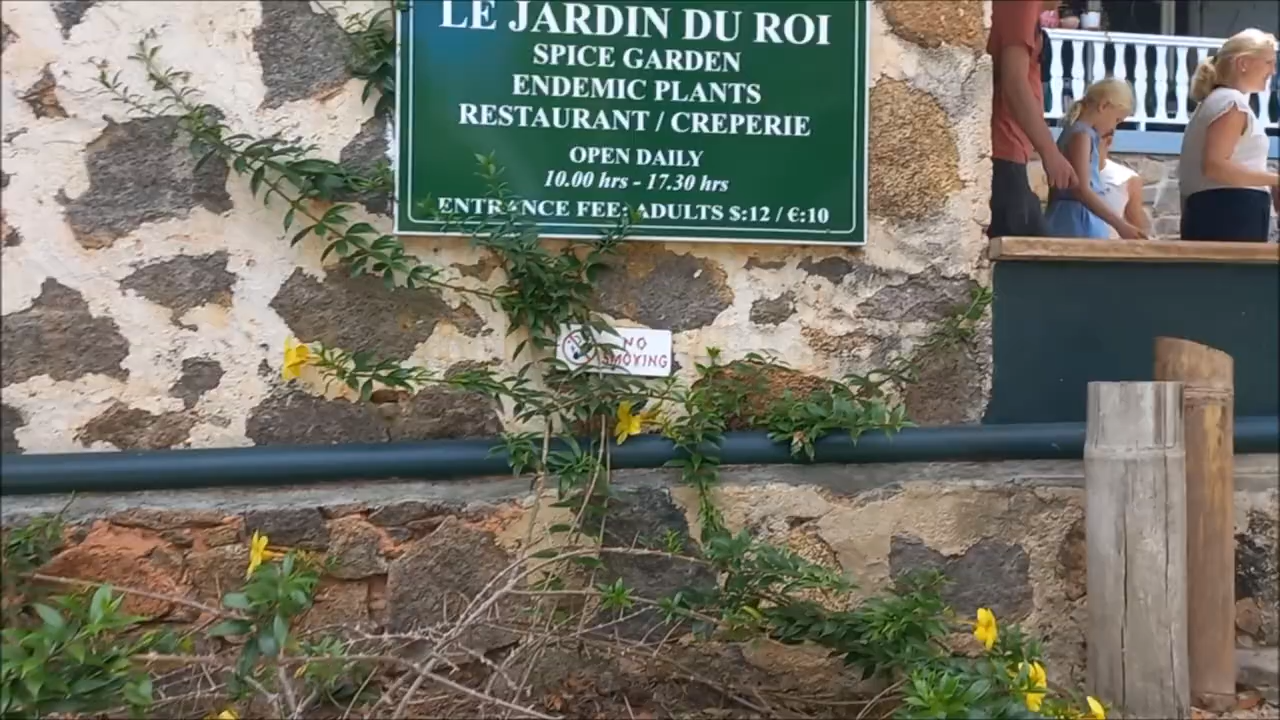 LE JARDIN DU ROI
SPICE GARDEN
ENDEMIC PLANTS
RESTAURANT / CREPERIE
OPEN DAILY
10.00 hrs - 17.30 hrs
ENTRANCE FEE: ADULTS $:12 / €:10
NO
SMOKING